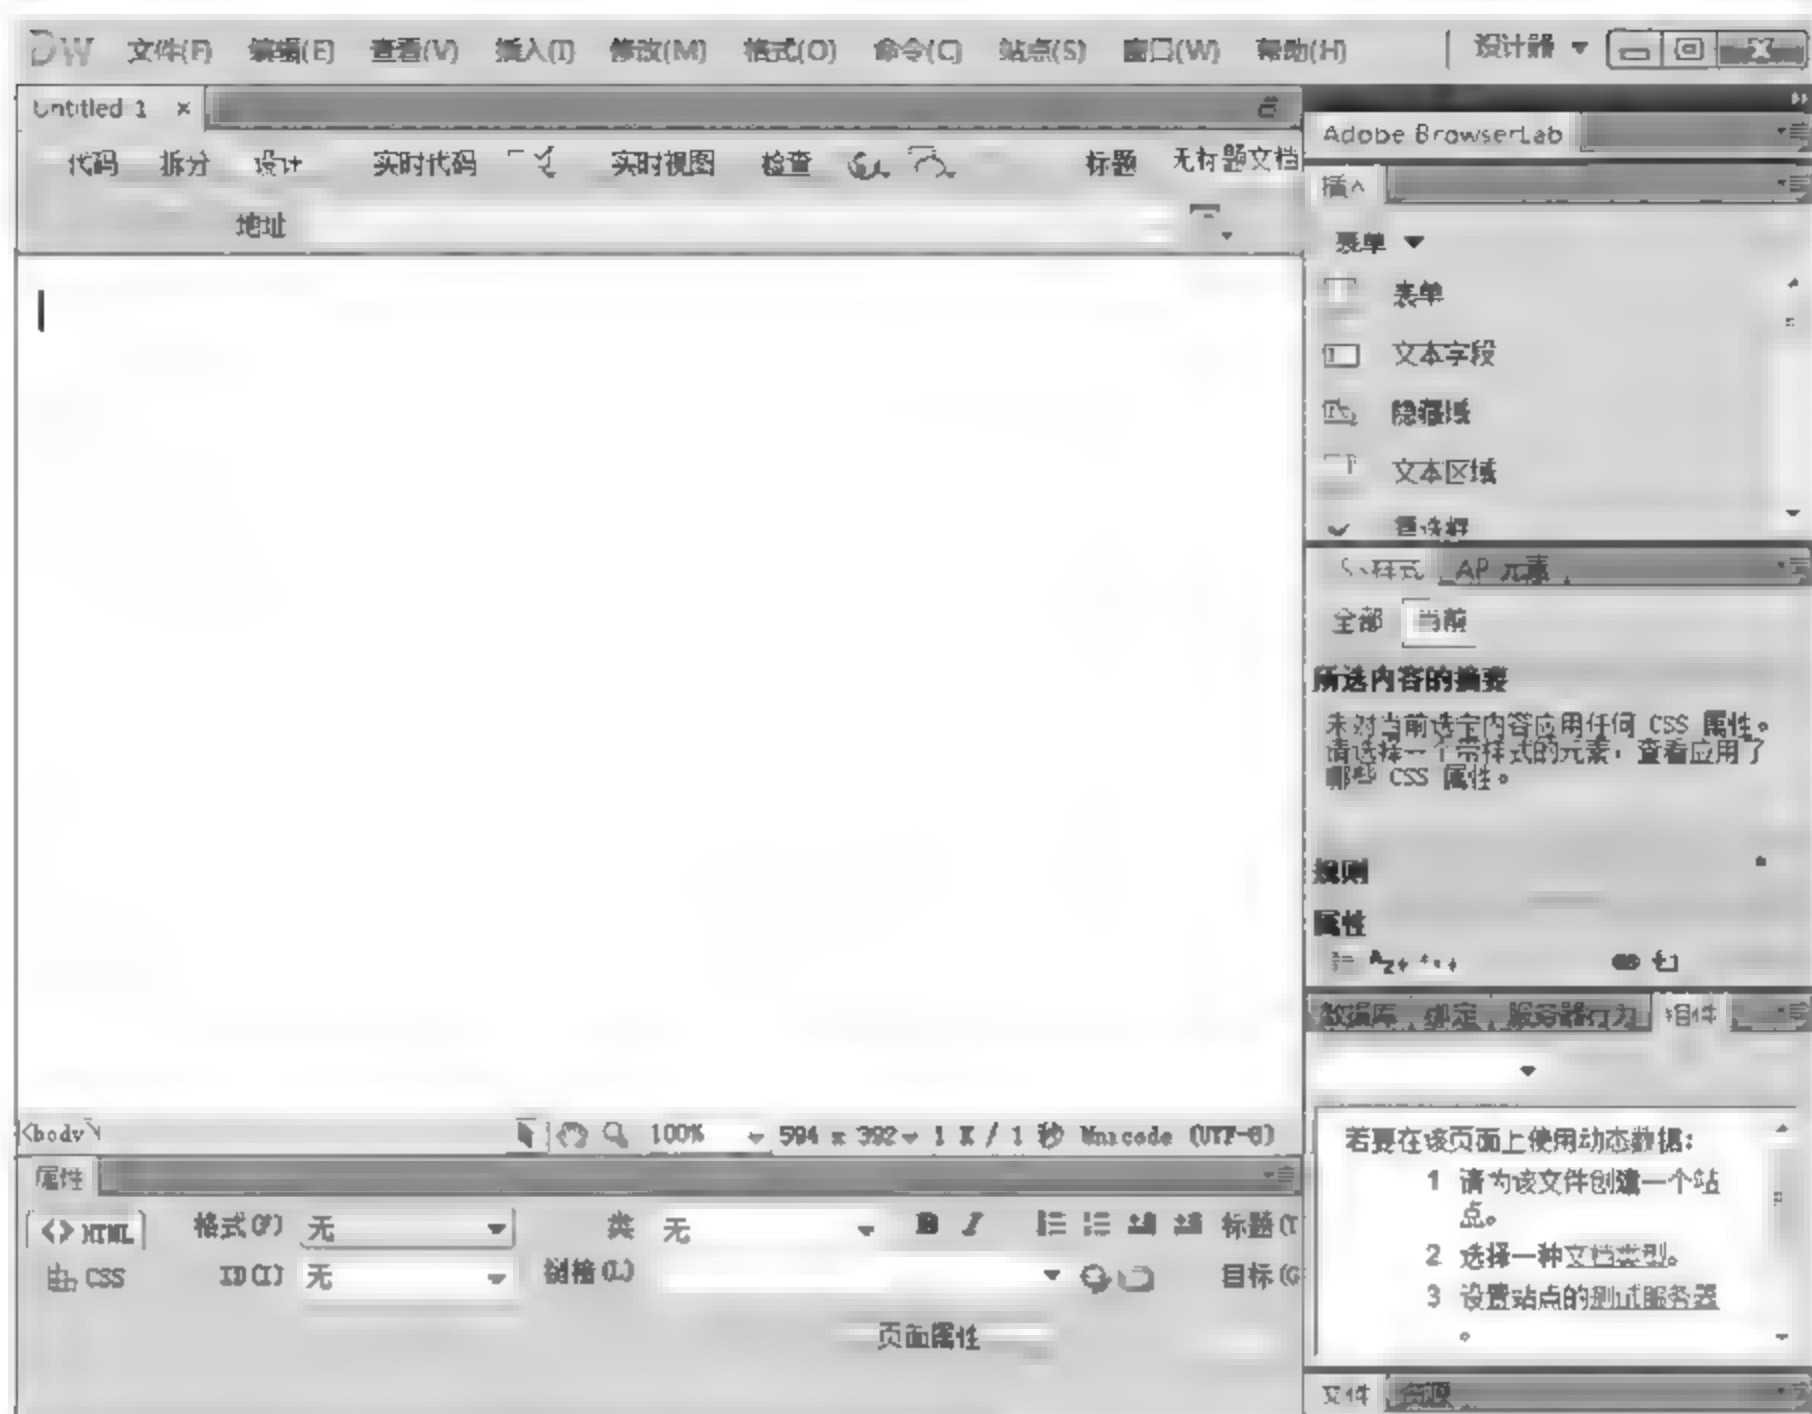 DW 文件(F) 编辑(E) 查看(V) 插入(I) 修改(M) 格式(O) 命令(C) 站点(S) 窗口(W) 帮助(H) 设计器
Untitled 1 ×
代码 拆分 设计 实时代码 实时视图 检查 标题 无标题文档
地址
Adobe BrowserLab
插入
表单
表单
文本字段
隐藏域
文本区域
复选框
样式 AP 元素
全部 当前
所选内容的摘要
未对当前选定内容应用任何 CSS 属性。
请选择一个带样式的元素，查看应用了
哪些 CSS 属性。
规则
属性
数据库 绑定 服务器行为 组件
若要在该页面上使用动态数据:
1 请为该文件创建一个站
点。
2 选择一种文档类型。
3 设置站点的测试服务器
。
文件 资源
<body> 100% 594 x 392 1 K / 1 秒 Unicode (UTF-8)
属性
<> HTML 格式(F) 无 类 无 B I 标题(T
CSS ID(I) 无 链接(L) 目标(G
页面属性